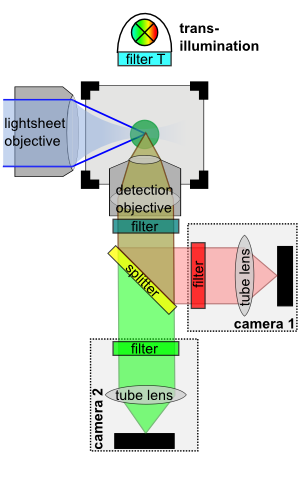 trans-
illumination
filter T
lightsheet
objective
detection
objective
filter
splitter
filter
tube lens
camera 1
filter
tube lens
camera 2